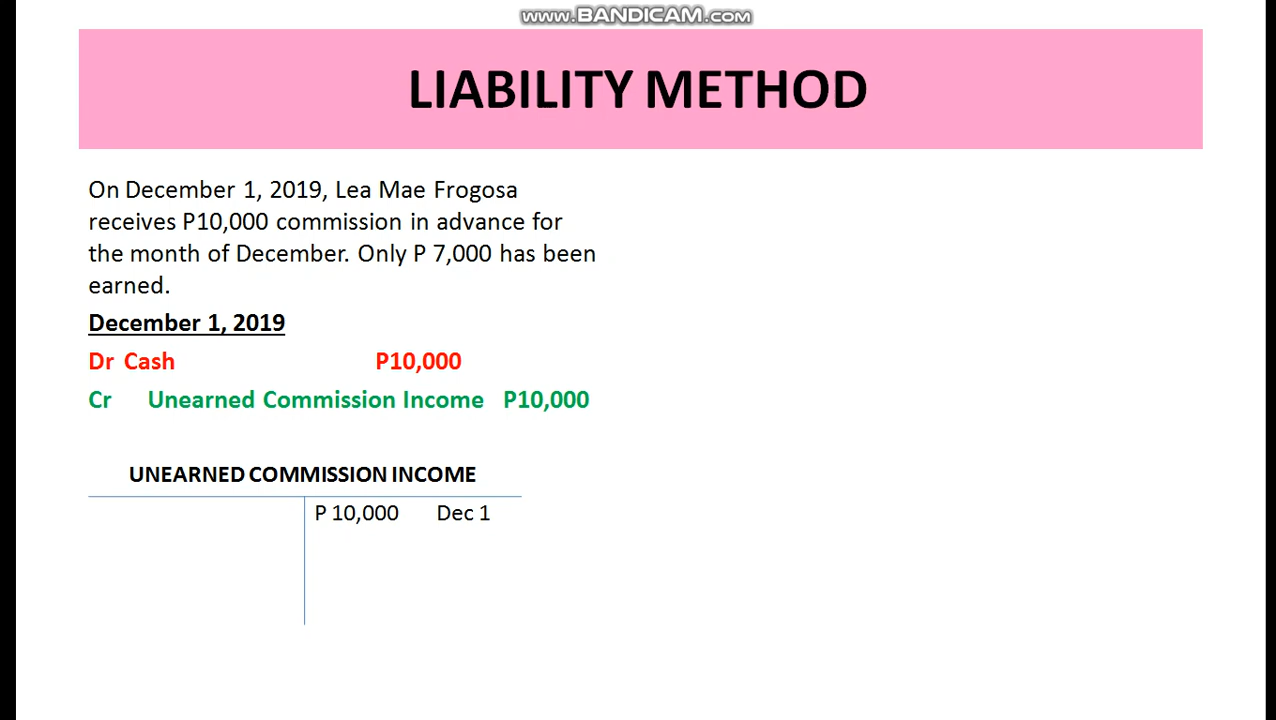 www.BANDICAM.com
LIABILITY METHOD
On December 1, 2019, Lea Mae Frogosa
receives P10,000 commission in advance for
the month of December. Only P 7,000 has been
earned.
December 1, 2019
Dr Cash P10,000
Cr Unearned Commission Income P10,000
UNEARNED COMMISSION INCOME
P 10,000 Dec 1